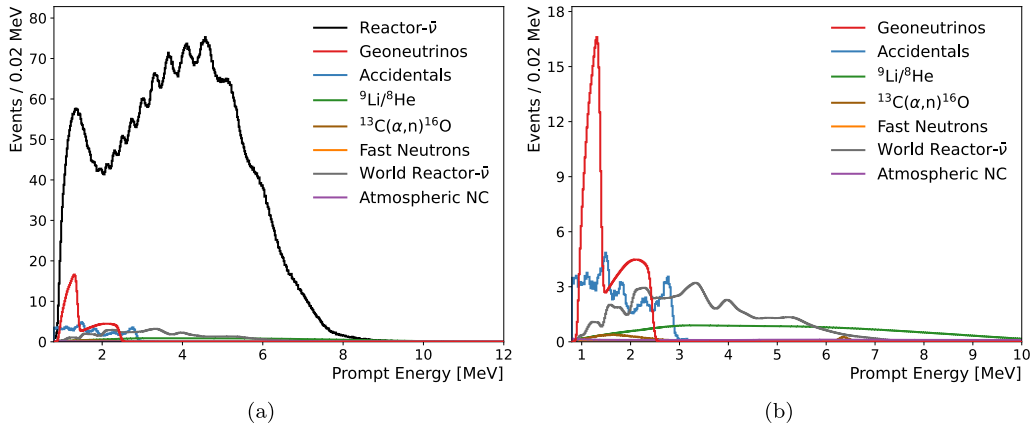 80
70
60
50
40
30
20
10
0
Events / 0.02 MeV
Reactor-ν̄
Geoneutrinos
Accidentals
⁹Li/⁸He
¹³C(α,n)¹⁶O
Fast Neutrons
World Reactor-ν̄
Atmospheric NC
2 4 6 8 10 12
Prompt Energy [MeV]
(a)
18
15
12
9
6
3
0
Events / 0.02 MeV
Geoneutrinos
Accidentals
⁹Li/⁸He
¹³C(α,n)¹⁶O
Fast Neutrons
World Reactor-ν̄
Atmospheric NC
1 2 3 4 5 6 7 8 9 10
Prompt Energy [MeV]
(b)